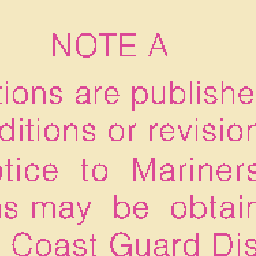 NOTE A
tions are publishe
ditions or revision
otice to Mariners
ns may be obtain
Coast Guard Dis